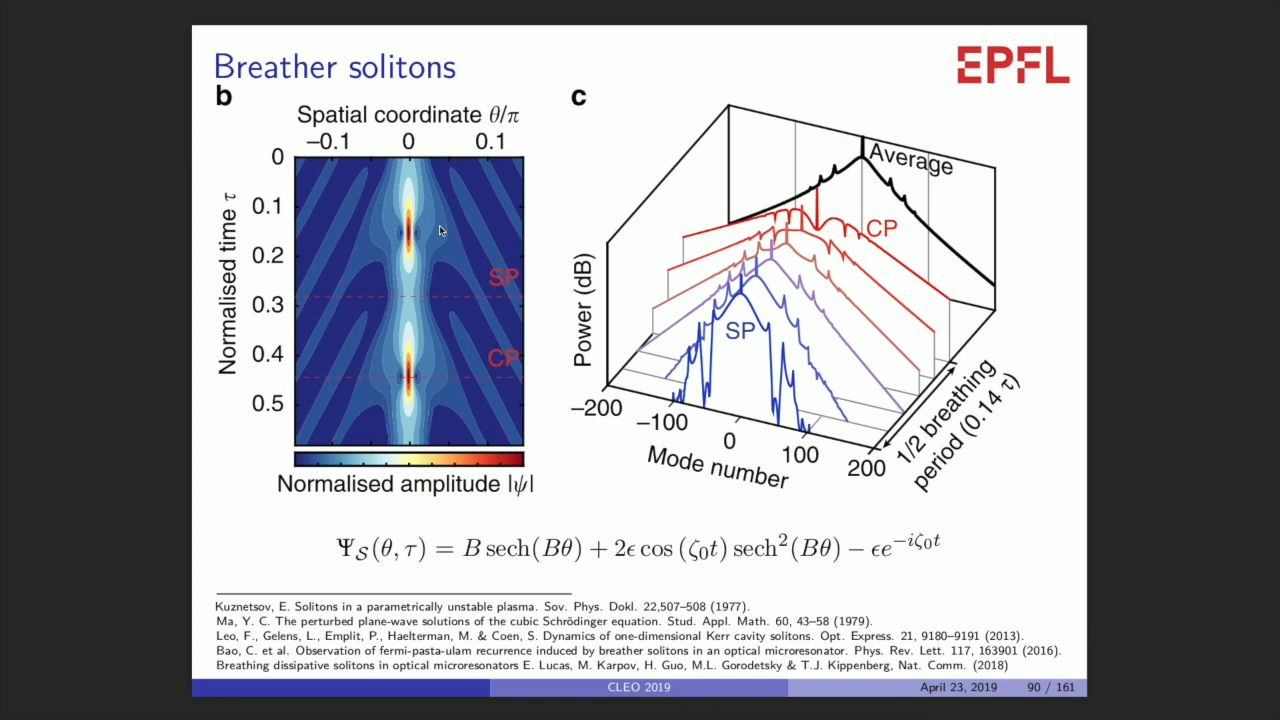 Breather solitons
EPFL
b
Spatial coordinate θ/π
−0.1 0 0.1
Normalised time τ
0
0.1
0.2
0.3
0.4
0.5
SP
CP
Normalised amplitude |ψ|
c
Average
CP
SP
Power (dB)
−200 −100 0 100 200
Mode number
1/2 breathing
period (0.14 τ)
Ψ_S(θ, τ) = B sech(Bθ) + 2ϵ cos (ζ₀t) sech²(Bθ) − ϵe^{−iζ₀t}
Kuznetsov, E. Solitons in a parametrically unstable plasma. Sov. Phys. Dokl. 22,507–508 (1977).
Ma, Y. C. The perturbed plane-wave solutions of the cubic Schrödinger equation. Stud. Appl. Math. 60, 43–58 (1979).
Leo, F., Gelens, L., Emplit, P., Haelterman, M. & Coen, S. Dynamics of one-dimensional Kerr cavity solitons. Opt. Express. 21, 9180–9191 (2013).
Bao, C. et al. Observation of fermi-pasta-ulam recurrence induced by breather solitons in an optical microresonator. Phys. Rev. Lett. 117, 163901 (2016).
Breathing dissipative solitons in optical microresonators E. Lucas, M. Karpov, H. Guo, M.L. Gorodetsky & T.J. Kippenberg, Nat. Comm. (2018)
CLEO 2019 April 23, 2019 90 / 161